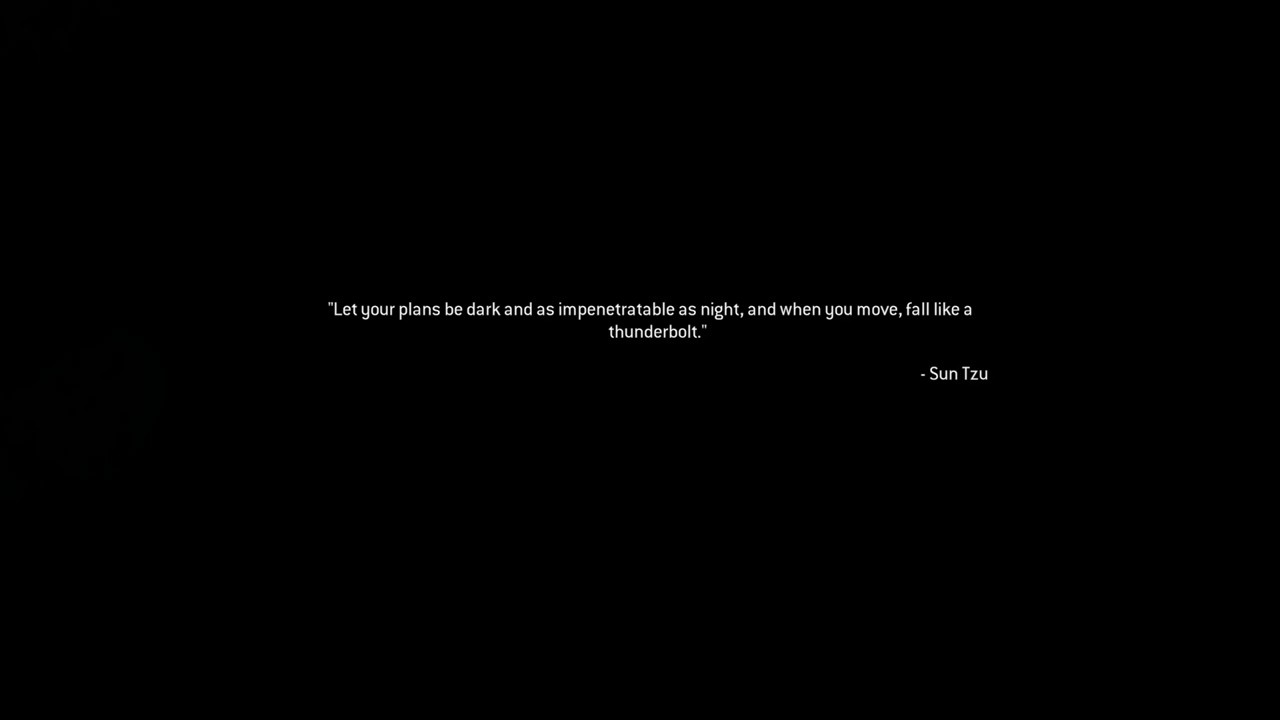 "Let your plans be dark and as impenetratable as night, and when you move, fall like a
thunderbolt."
- Sun Tzu